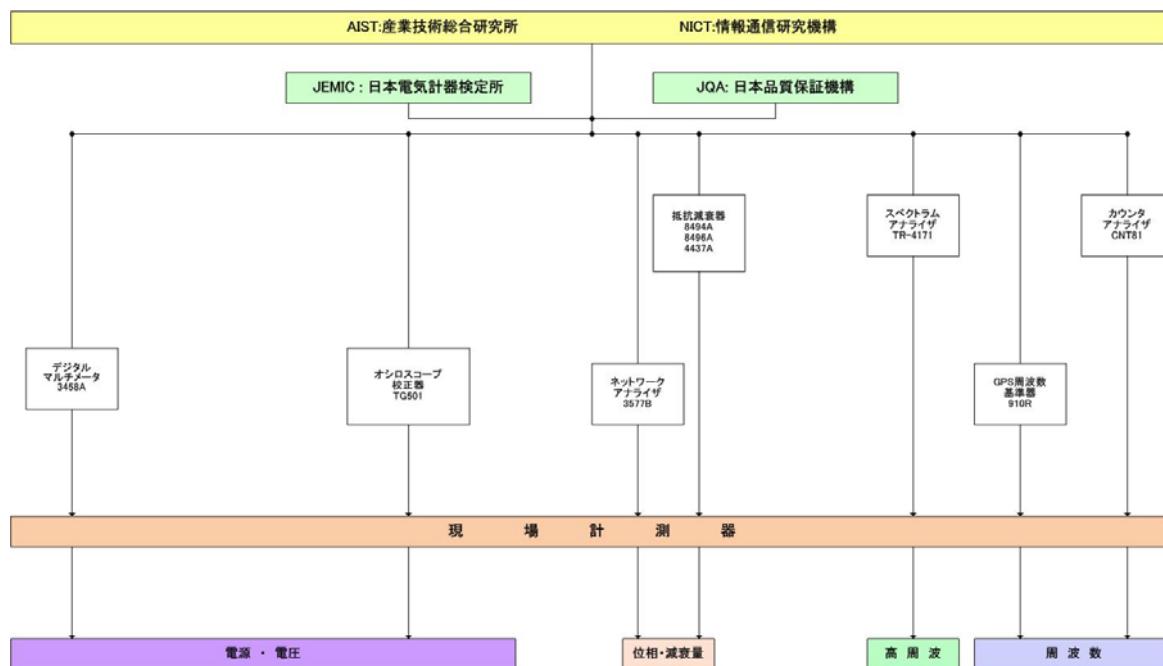 AIST:産業技術総合研究所 NICT:情報通信研究機構
JEMIC : 日本電気計器検定所
JQA: 日本品質保証機構
抵抗減衰器
8494A
8496A
4437A
スペクトラム
アナライザ
TR-4171
カウンタ
アナライザ
CNT81
デジタル
マルチメータ
3458A
オシロスコープ
校正器
TG501
ネットワーク
アナライザ
3577B
GPS周波数
基準器
910R
現 場 計 測 器
電源 ・ 電圧
位相・減衰量
高 周 波
周 波 数